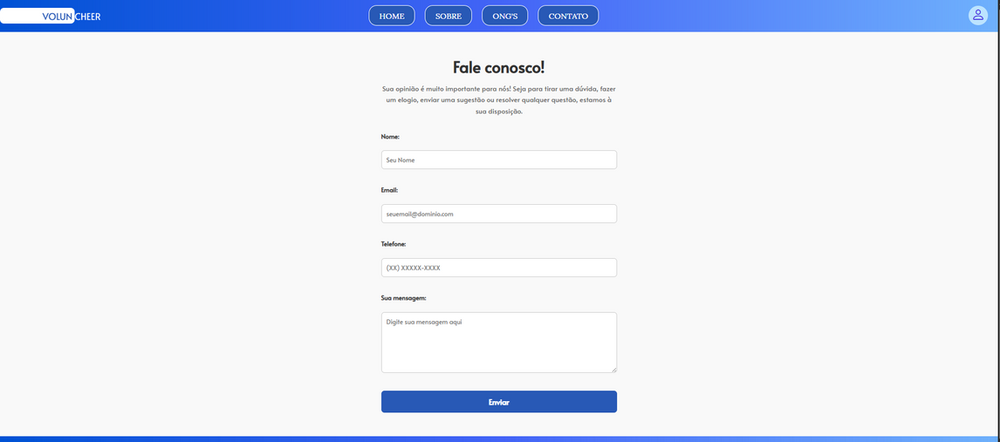 VOLUNCHEER
HOME
SOBRE
ONG'S
CONTATO
Fale conosco!
Sua opinião é muito importante para nós! Seja para tirar uma dúvida, fazer
um elogio, enviar uma sugestão ou resolver qualquer questão, estamos à
sua disposição.
Nome:
Seu Nome
Email:
seuemail@dominio.com
Telefone:
(XX) XXXXX-XXXX
Sua mensagem:
Digite sua mensagem aqui
Enviar